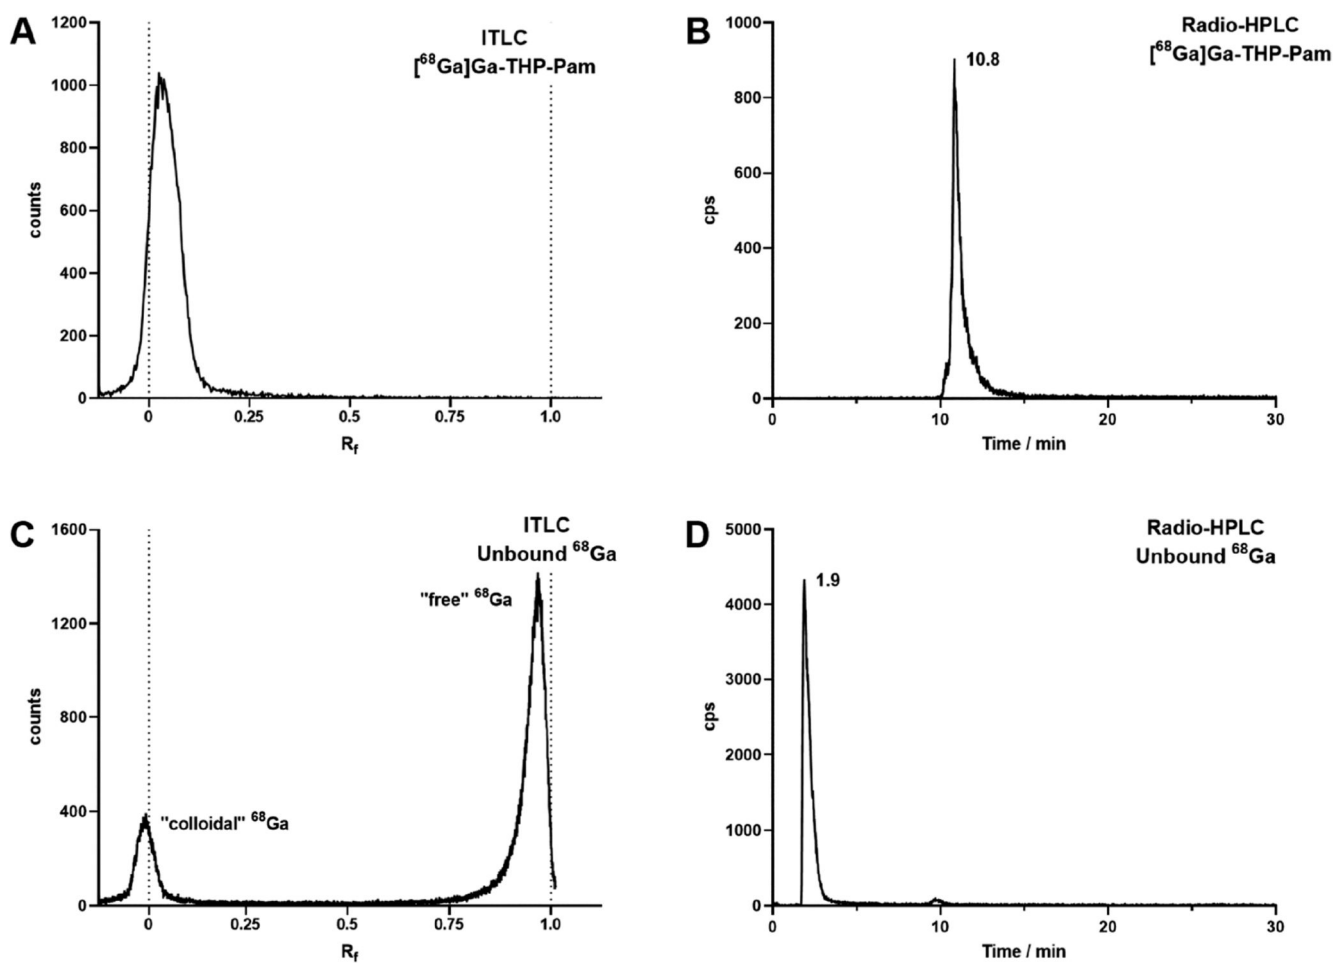 A
ITLC
[⁶⁸Ga]Ga-THP-Pam
1200
1000
800
600
400
200
0
counts
0
0.25
0.5
0.75
1.0
Rf
B
Radio-HPLC
[⁶⁸Ga]Ga-THP-Pam
1000
800
600
400
200
0
cps
10.8
0
10
20
30
Time / min
C
ITLC
Unbound ⁶⁸Ga
1600
1200
800
400
0
counts
"free" ⁶⁸Ga
"colloidal" ⁶⁸Ga
0
0.25
0.5
0.75
1.0
Rf
D
Radio-HPLC
Unbound ⁶⁸Ga
5000
4000
3000
2000
1000
0
cps
1.9
0
10
20
30
Time / min